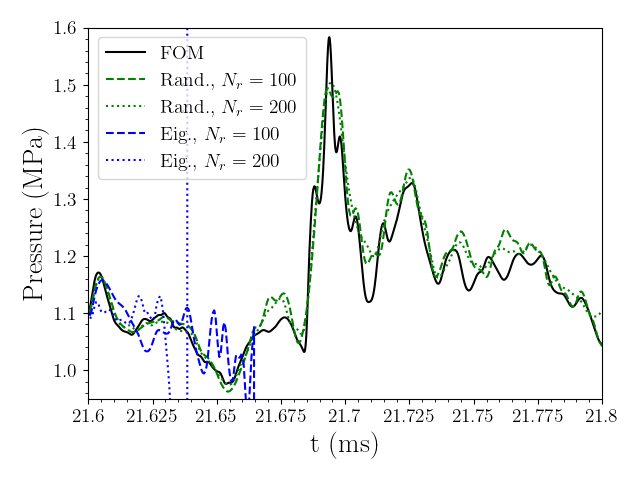 1.6
1.5
1.4
1.3
1.2
1.1
1.0
Pressure (MPa)
FOM
Rand., $N_r = 100$
Rand., $N_r = 200$
Eig., $N_r = 100$
Eig., $N_r = 200$
21.6 21.625 21.65 21.675 21.7 21.725 21.75 21.775 21.8
t (ms)